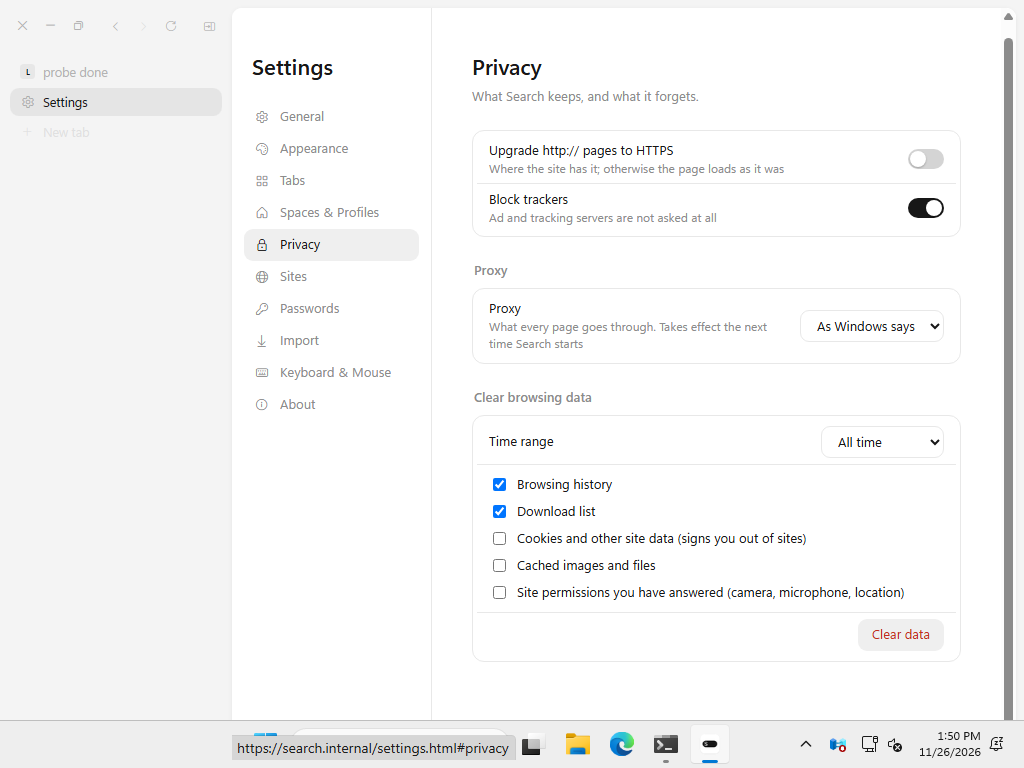 L probe done
Settings
New tab
Settings
General
Appearance
Tabs
Spaces & Profiles
Privacy
Sites
Passwords
Import
Keyboard & Mouse
About
Privacy
What Search keeps, and what it forgets.
Upgrade http:// pages to HTTPS
Where the site has it; otherwise the page loads as it was
Block trackers
Ad and tracking servers are not asked at all
Proxy
Proxy
What every page goes through. Takes effect the next
time Search starts
As Windows says
Clear browsing data
Time range
All time
Browsing history
Download list
Cookies and other site data (signs you out of sites)
Cached images and files
Site permissions you have answered (camera, microphone, location)
Clear data
https://search.internal/settings.html#privacy
1:50 PM
11/26/2026